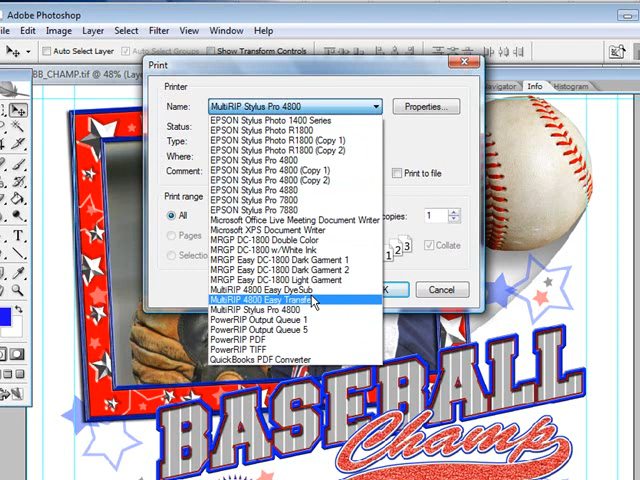 Adobe Photoshop
File Edit Image Layer Select Filter View Window Help
Auto Select Layer Auto Select Groups Show Transform Controls
BB_CHAMP.tif @ 48% (Lay
Navigator Info Histogram
Print
Printer
Name: MultiRIP Stylus Pro 4800 Properties...
Status:
Type:
Where:
Comment: Print to file
EPSON Stylus Photo 1400 Series
EPSON Stylus Photo R1800
EPSON Stylus Photo R1800 (Copy 1)
EPSON Stylus Photo R1800 (Copy 2)
EPSON Stylus Pro 4800
EPSON Stylus Pro 4800 (Copy 1)
EPSON Stylus Pro 4800 (Copy 2)
EPSON Stylus Pro 4880
EPSON Stylus Pro 7800
EPSON Stylus Pro 7880
Microsoft Office Live Meeting Document Writer
Microsoft XPS Document Writer
MRGP DC-1800 Double Color
MRGP DC-1800 w/White Ink
MRGP Easy DC-1800 Dark Garment 1
MRGP Easy DC-1800 Dark Garment 2
MRGP Easy DC-1800 Light Garment
MultiRIP 4800 Easy DyeSub
MultiRIP 4800 Easy Transfe
MultiRIP Stylus Pro 4800
PowerRIP Output Queue 1
PowerRIP Output Queue 5
PowerRIP PDF
PowerRIP TIFF
QuickBooks PDF Converter
Print range
All
Pages
Selectio
copies: 1
1 2 3
Collate
K Cancel
T
BASEBALL
Champ